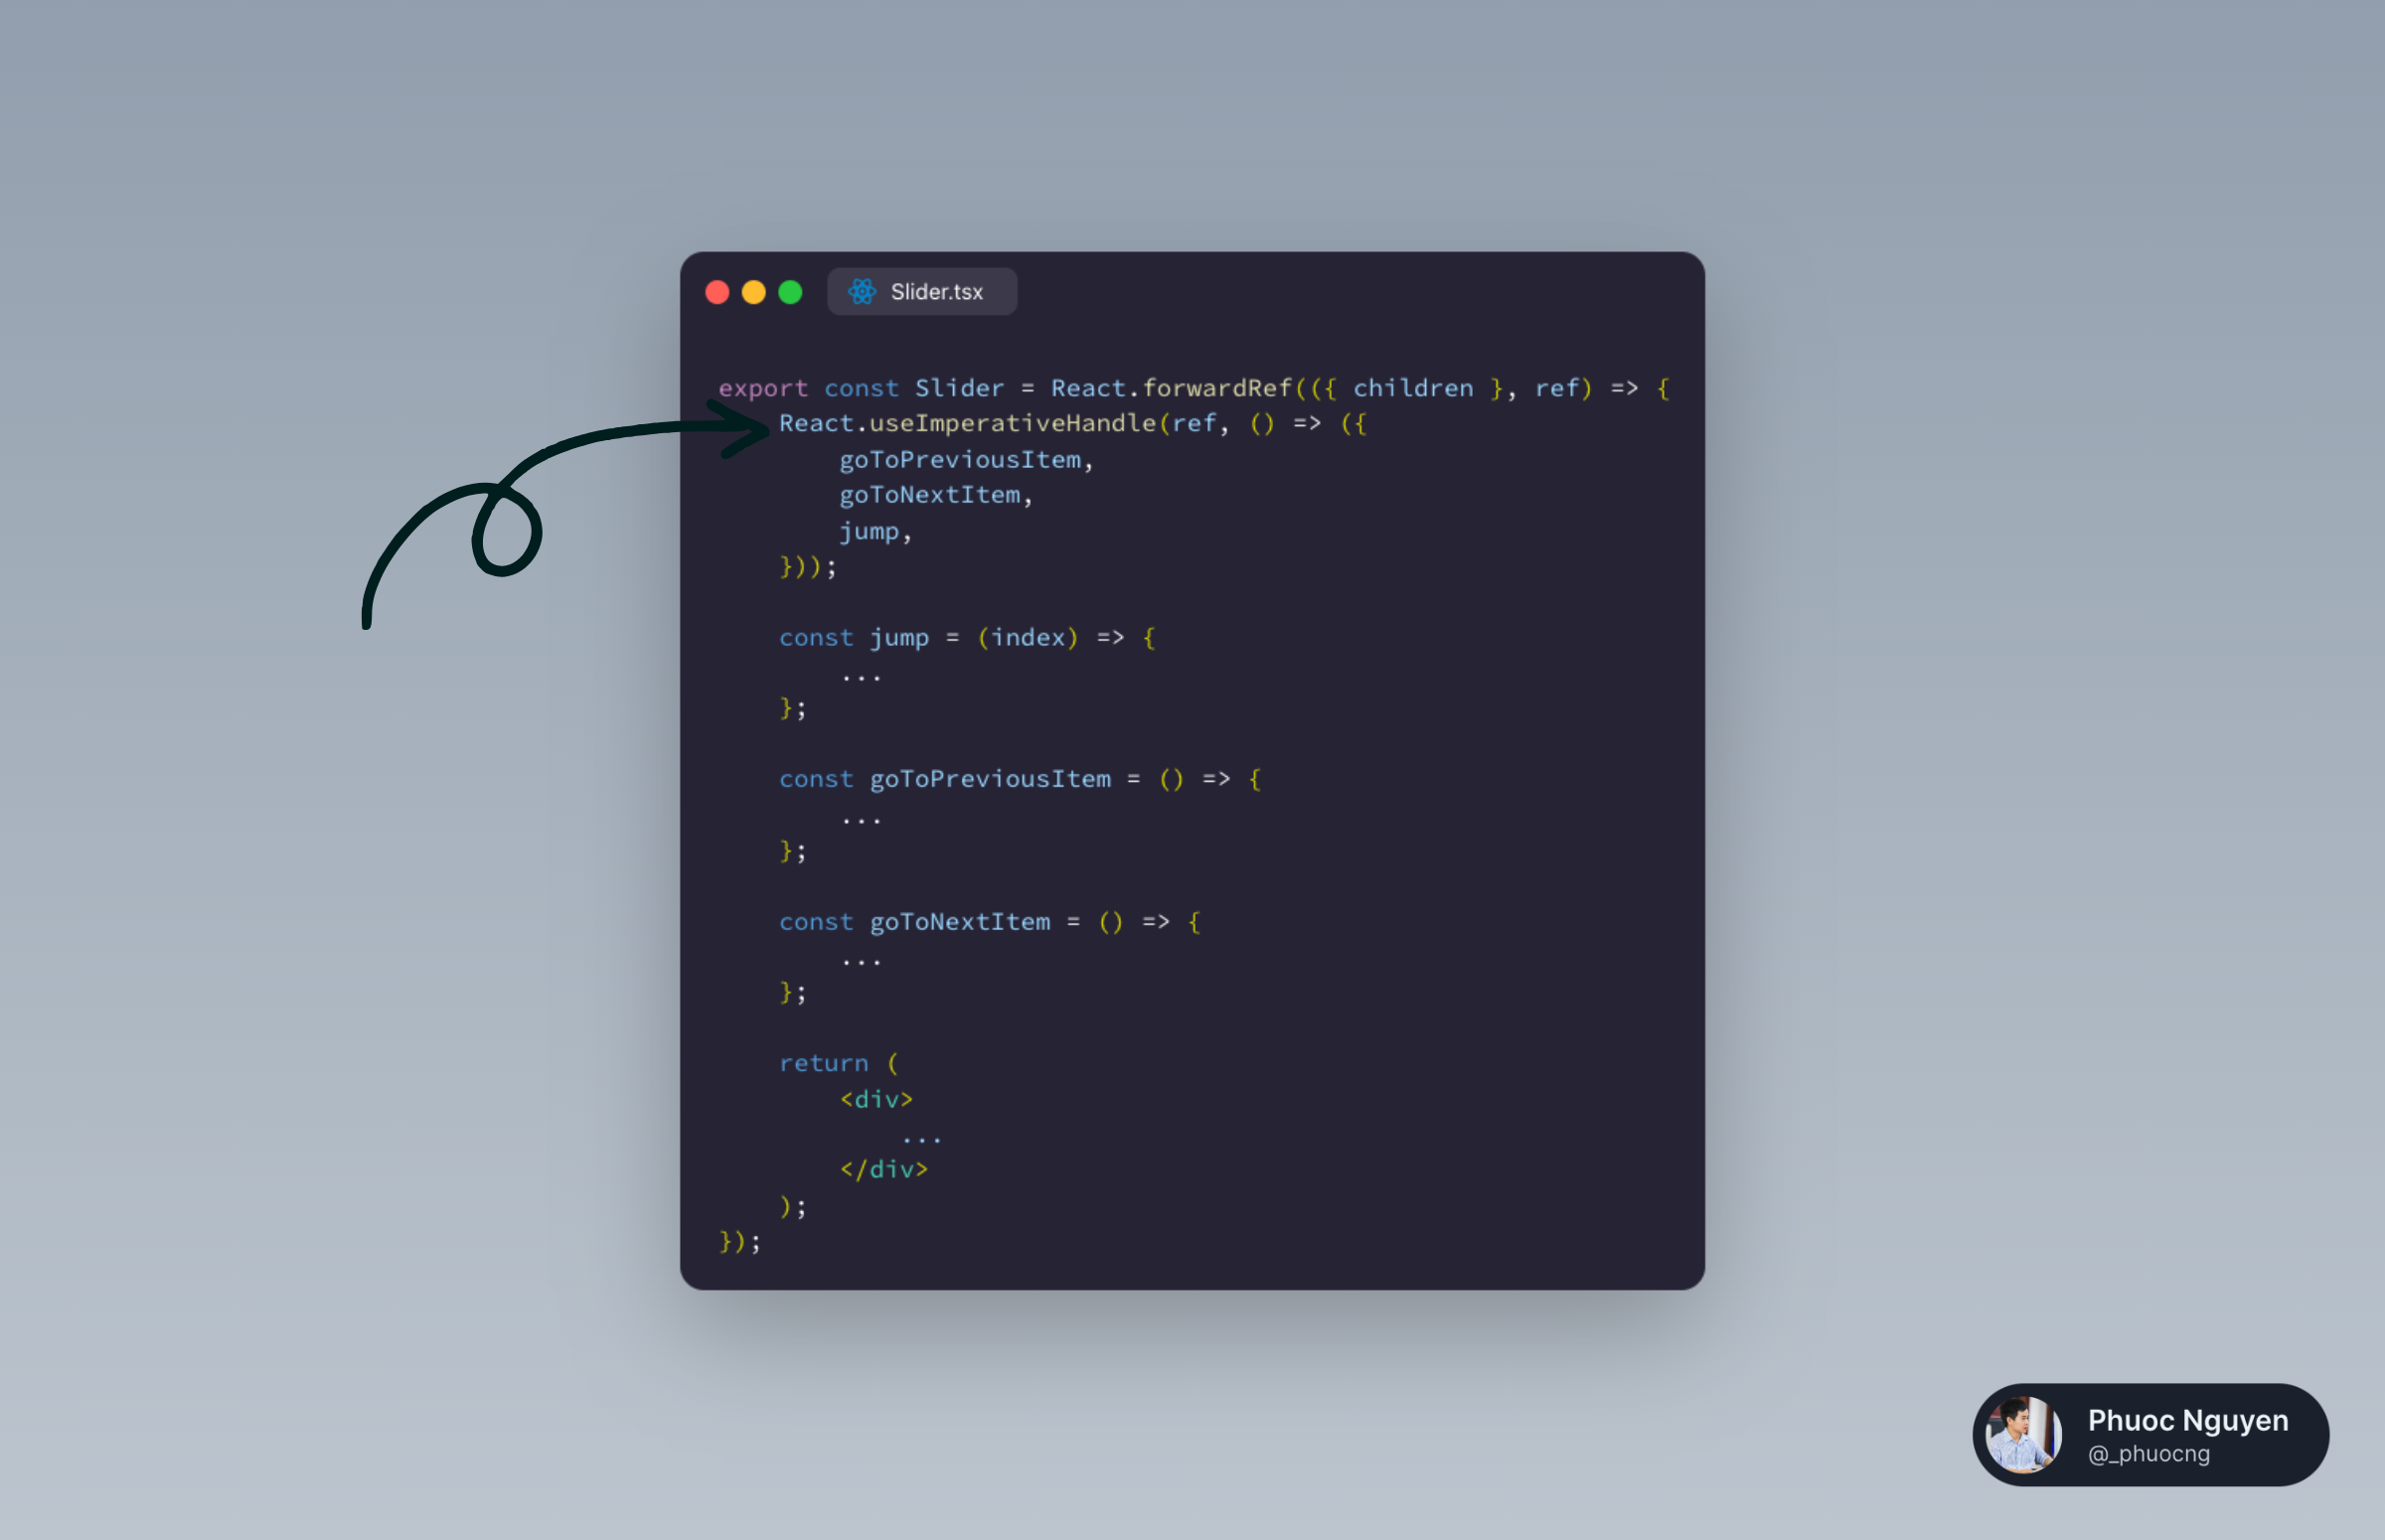 Slider.tsx
export const Slider = React.forwardRef(({ children }, ref) => {
    React.useImperativeHandle(ref, () => ({
        goToPreviousItem,
        goToNextItem,
        jump,
    }));

    const jump = (index) => {
        ...
    };

    const goToPreviousItem = () => {
        ...
    };

    const goToNextItem = () => {
        ...
    };

    return (
        <div>
            ...
        </div>
    );
});
Phuoc Nguyen
@_phuocng